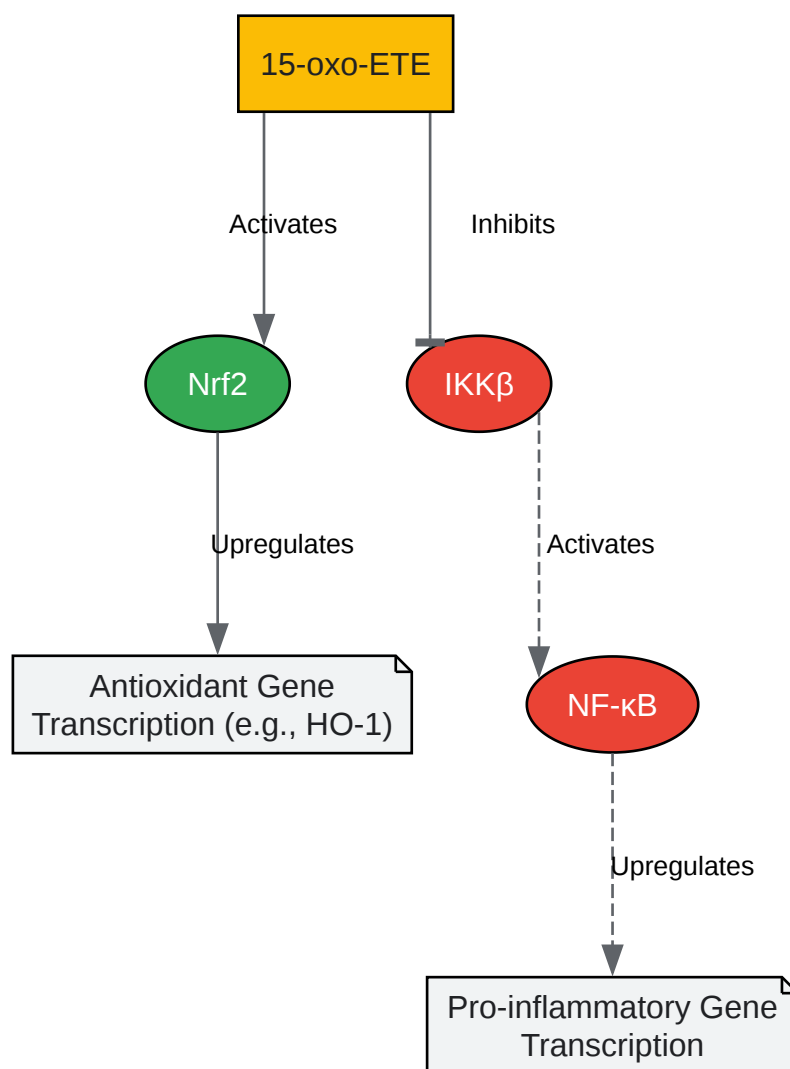 15-oxo-ETE
Activates
Inhibits
Nrf2
IKKβ
Upregulates
Activates
Antioxidant Gene
Transcription (e.g., HO-1)
NF-κB
Upregulates
Pro-inflammatory Gene
Transcription